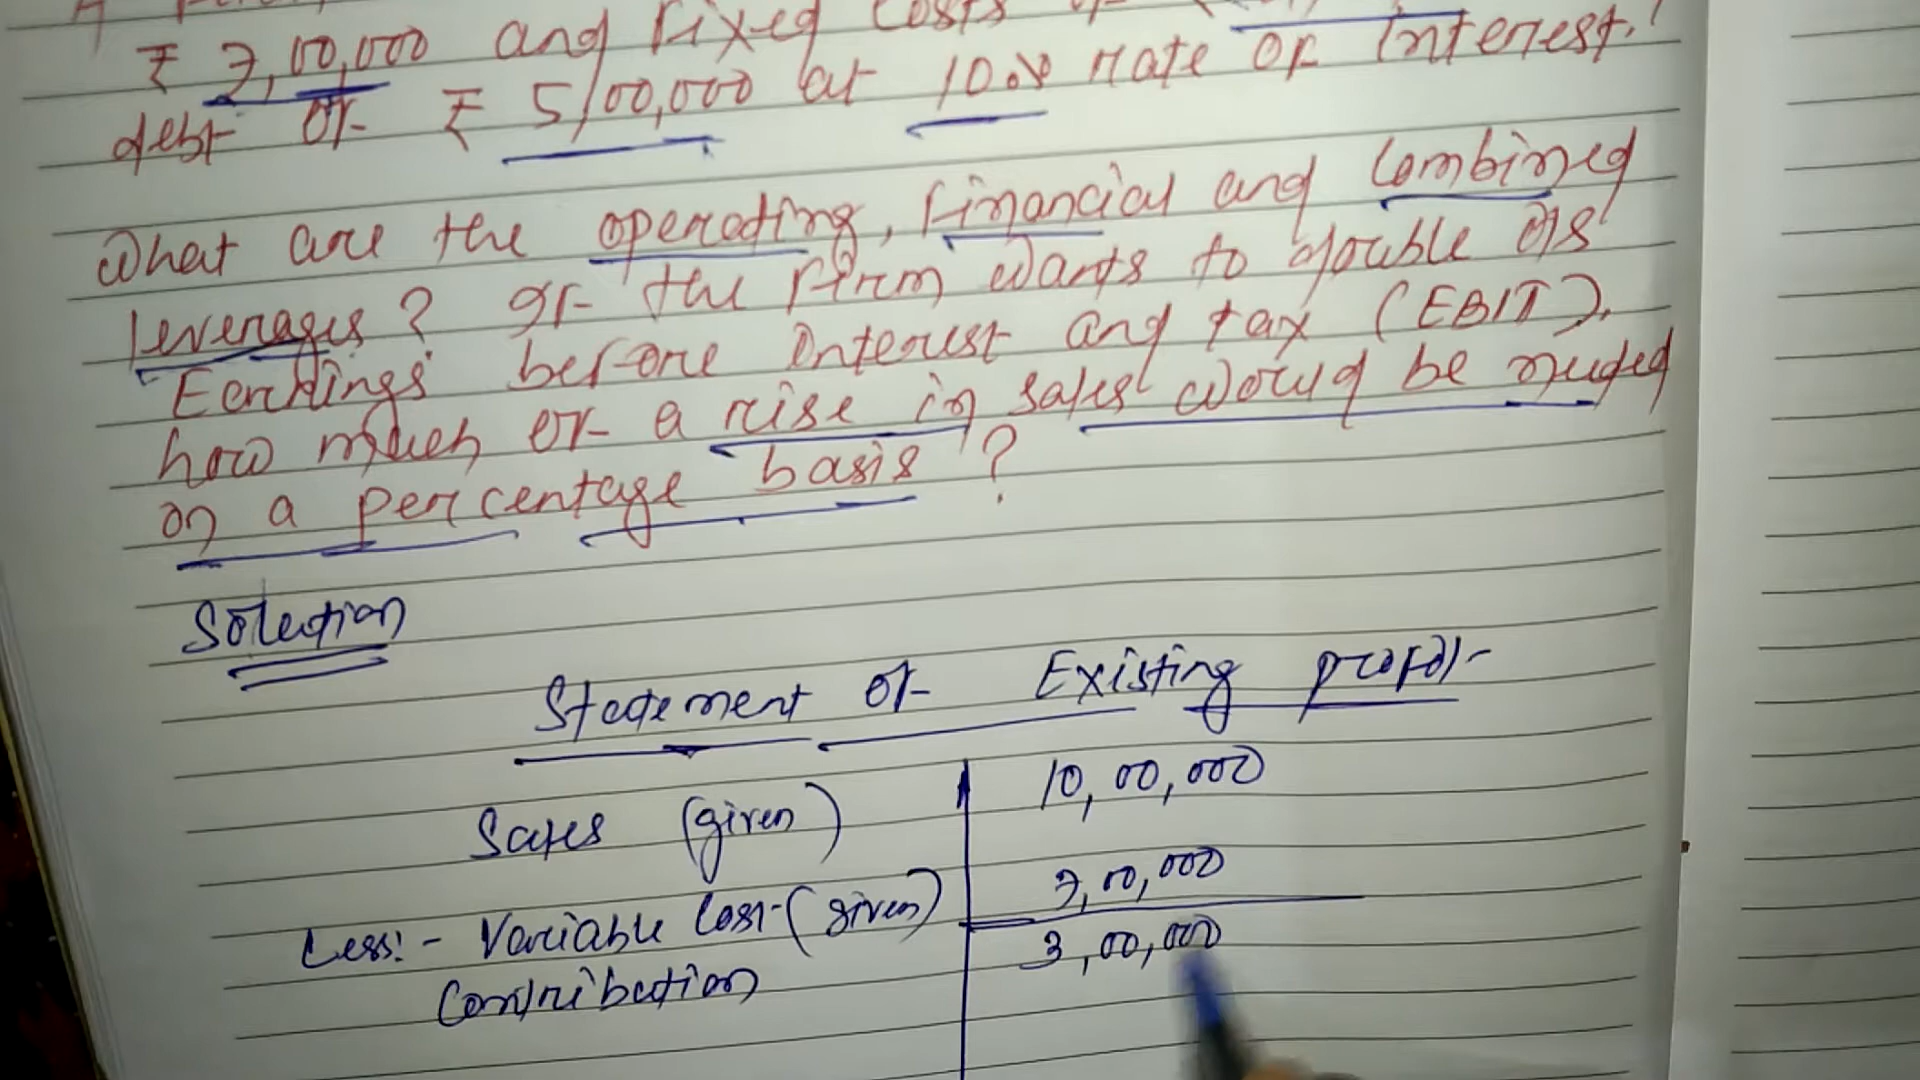 ₹ 7,00,000 and Fixed Costs of
debt of ₹ 5,00,000 at 10% rate of interest.
What are the operating, Financial and Combined
leverages? If the Firm wants to double its
Earnings before interest and tax (EBIT),
how much of a rise in sales would be needed
on a percentage basis?
Solution
Statement of Existing profit
Sales (given) 10,00,000
Less:- Variable Cost (given) 7,00,000
Contribution 3,00,000